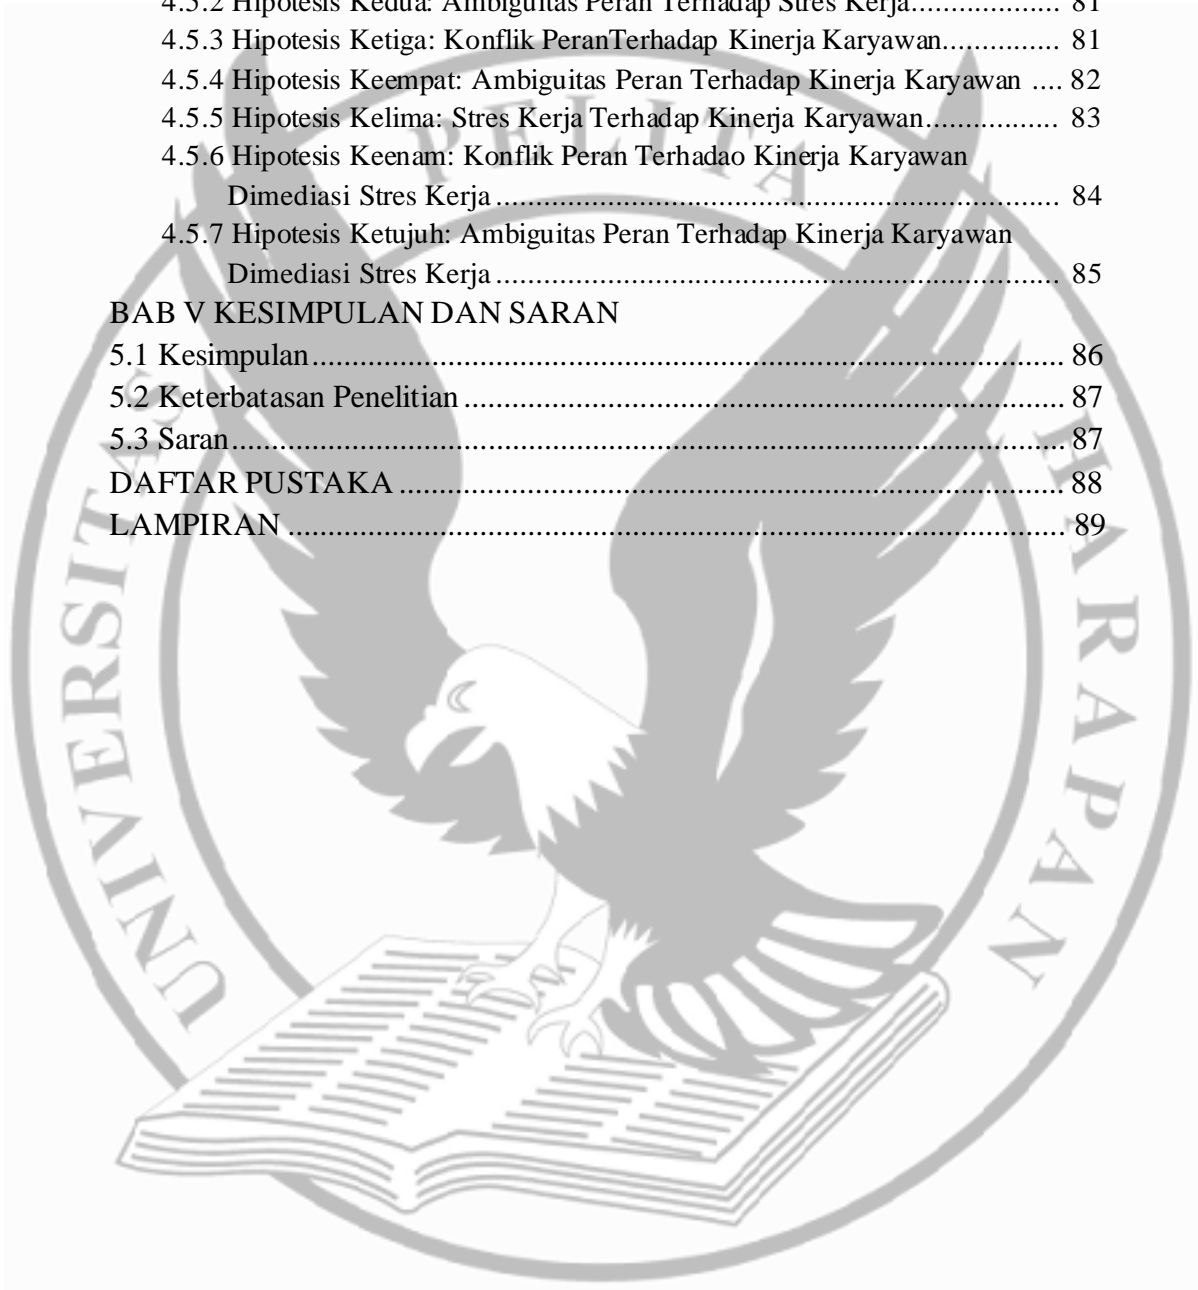 4.5.2 Hipotesis Kedua: Ambiguitas Peran Terhadap Stres Kerja................... 81
4.5.3 Hipotesis Ketiga: Konflik PeranTerhadap Kinerja Karyawan............... 81
4.5.4 Hipotesis Keempat: Ambiguitas Peran Terhadap Kinerja Karyawan .... 82
4.5.5 Hipotesis Kelima: Stres Kerja Terhadap Kinerja Karyawan................. 83
4.5.6 Hipotesis Keenam: Konflik Peran Terhadao Kinerja Karyawan
Dimediasi Stres Kerja ........................................................................ 84
4.5.7 Hipotesis Ketujuh: Ambiguitas Peran Terhadap Kinerja Karyawan
Dimediasi Stres Kerja ........................................................................ 85
BAB V KESIMPULAN DAN SARAN
5.1 Kesimpulan................................................................................................ 86
5.2 Keterbatasan Penelitian ............................................................................. 87
5.3 Saran.......................................................................................................... 87
DAFTAR PUSTAKA ..................................................................................... 88
LAMPIRAN ................................................................................................... 89
UNIVERSITAS PELITA HARAPAN